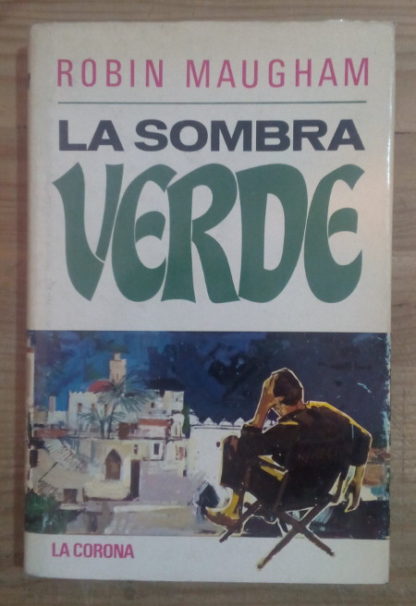 ROBIN MAUGHAM
LA SOMBRA
VERDE
LA CORONA